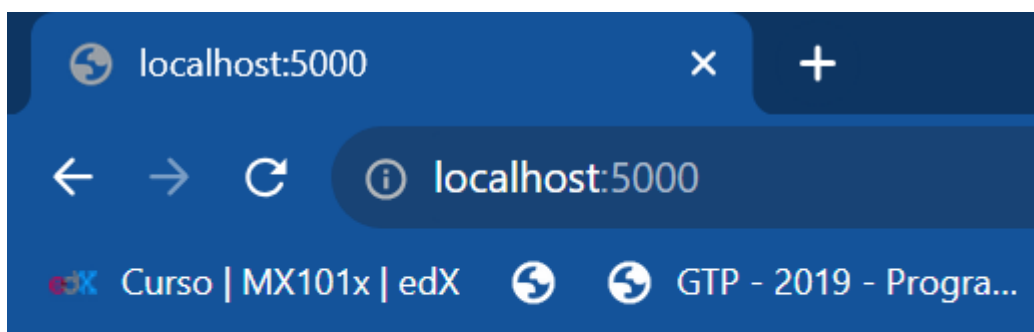 localhost:5000
localhost:5000
edX Curso | MX101x | edX GTP - 2019 - Progra...